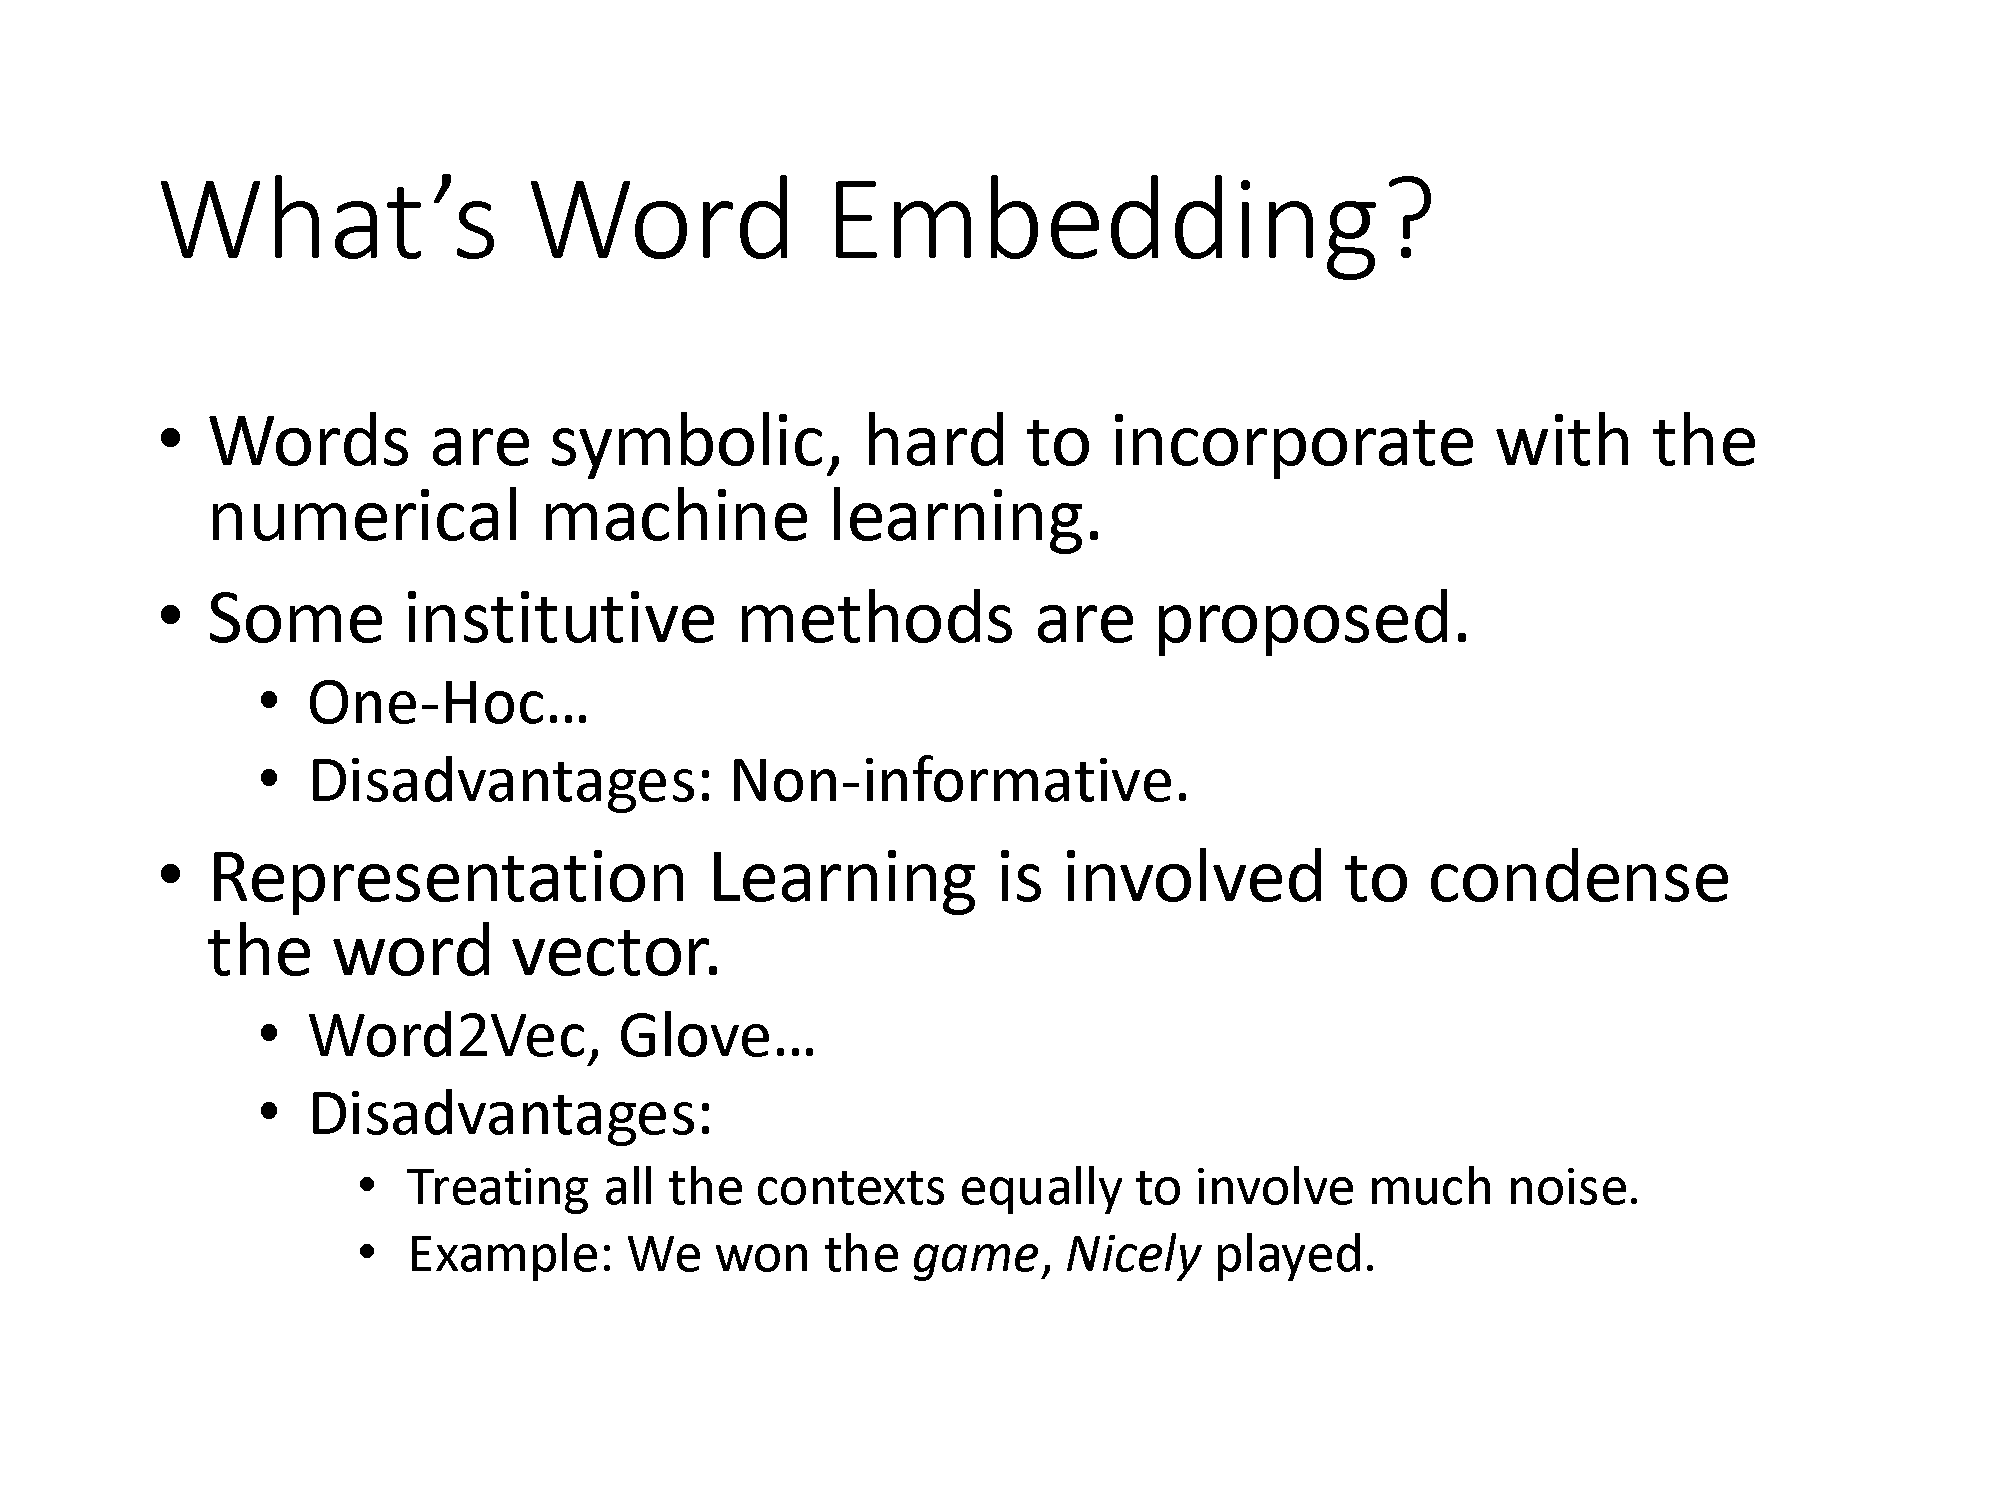 What’s Word Embedding?
• Words are symbolic, hard to incorporate with the
numerical machine learning.
• Some institutive methods are proposed.
• One-Hoc…
• Disadvantages: Non-informative.
• Representation Learning is involved to condense
the word vector.
• Word2Vec, Glove…
• Disadvantages:
• Treating all the contexts equally to involve much noise.
• Example: We won the game, Nicely played.